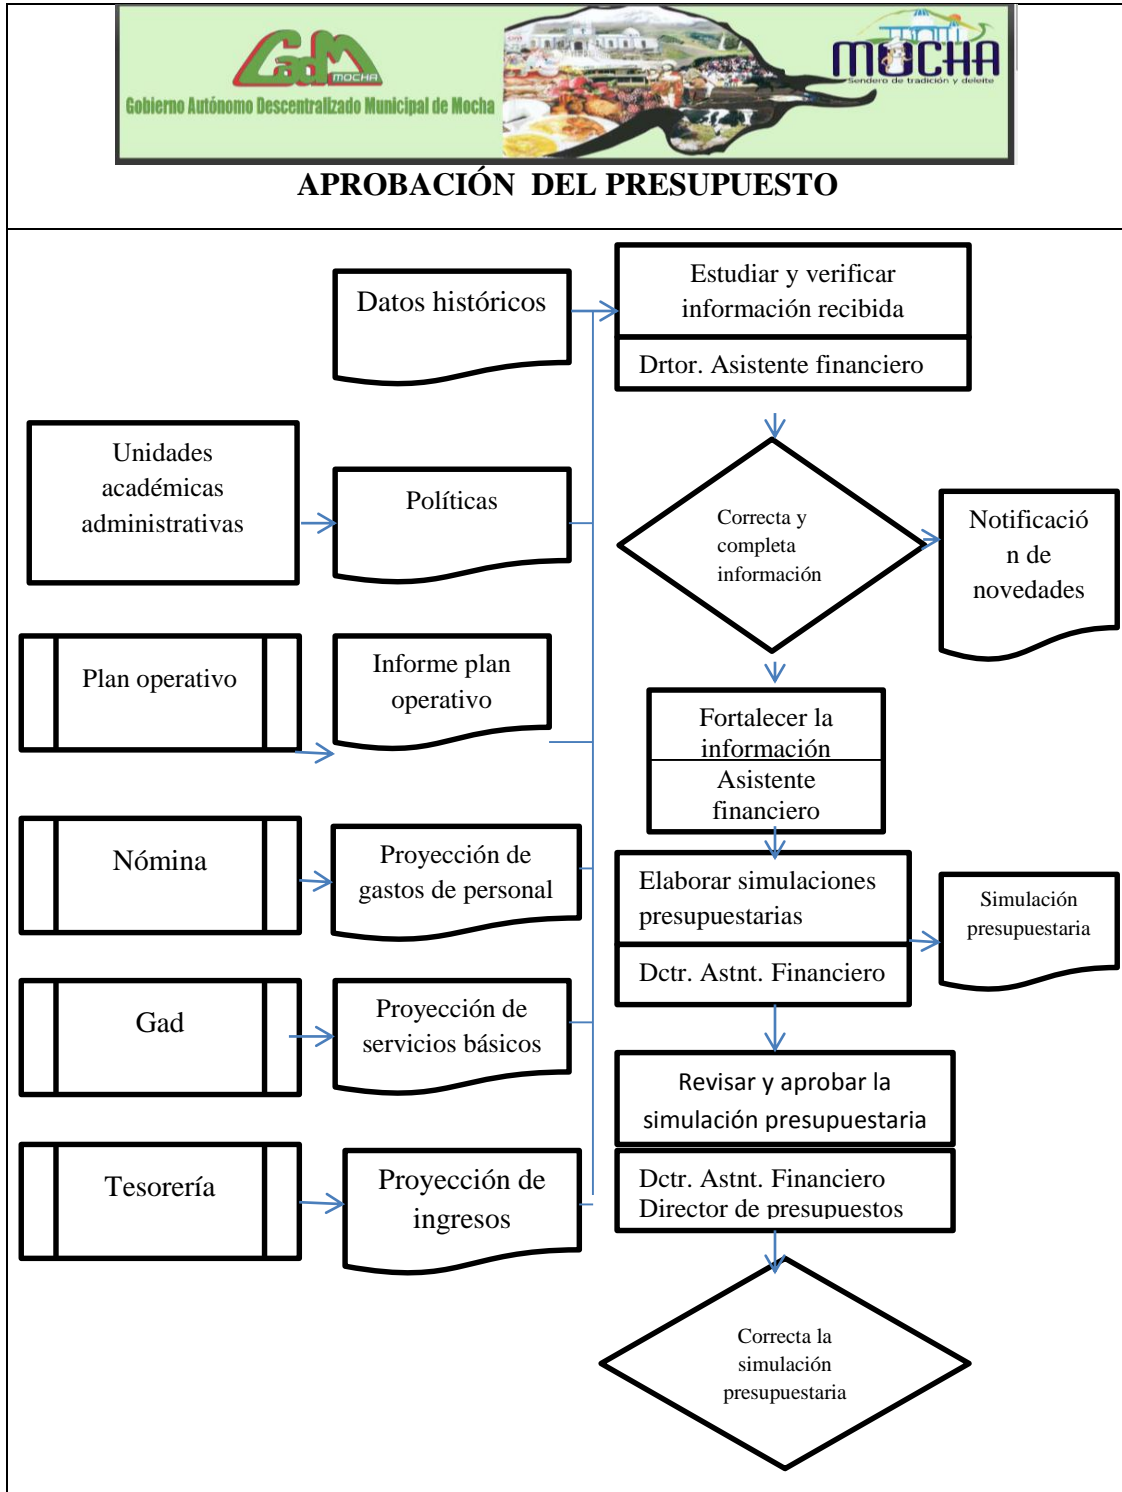 Cadm
MOCHA
Gobierno Autónomo Descentralizado Municipal de Mocha
MOCHA
Sendero de tradición y deleite
APROBACIÓN DEL PRESUPUESTO
Datos históricos
Estudiar y verificar
información recibida
Drtor. Asistente financiero
Unidades
académicas
administrativas
Políticas
Correcta y
completa
información
Notificació
n de
novedades
Plan operativo
Informe plan
operativo
Fortalecer la
información
Asistente
financiero
Nómina
Proyección de
gastos de personal
Elaborar simulaciones
presupuestarias
Dctr. Astnt. Financiero
Simulación
presupuestaria
Gad
Proyección de
servicios básicos
Revisar y aprobar la
simulación presupuestaria
Dctr. Astnt. Financiero
Director de presupuestos
Tesorería
Proyección de
ingresos
Correcta la
simulación
presupuestaria